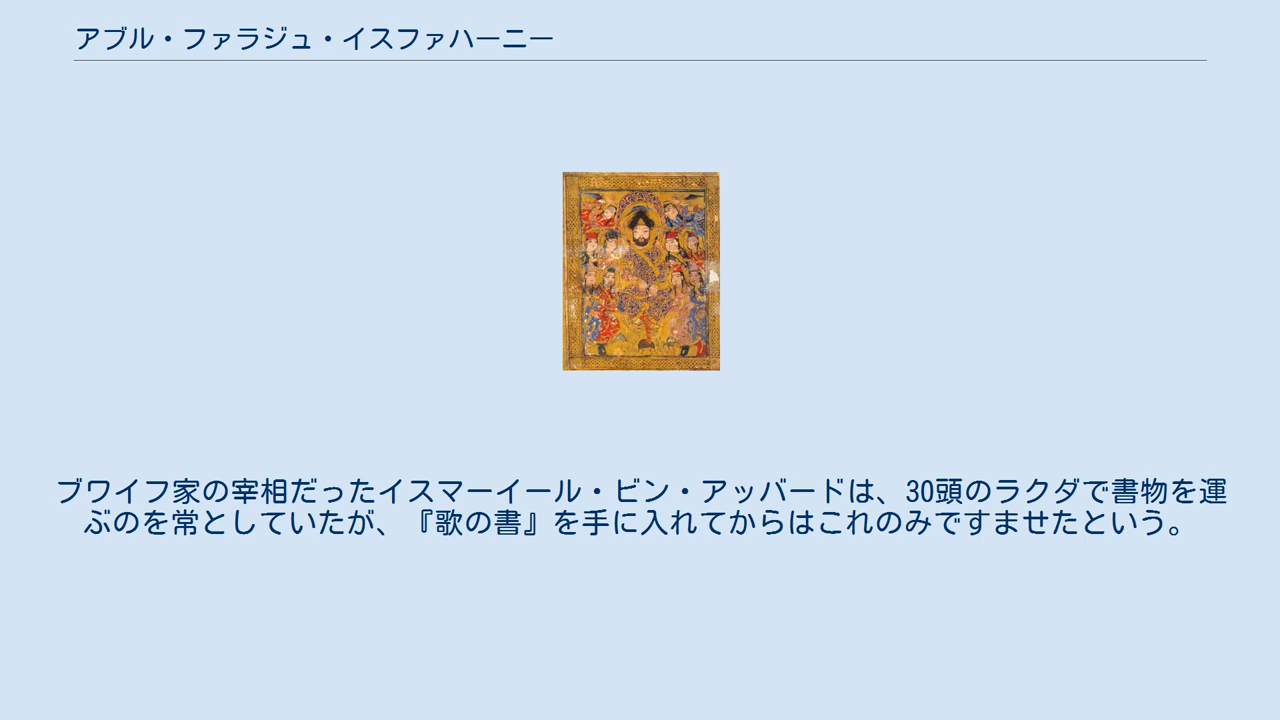 アブル・ファラジュ・イスファハーニー
ブワイフ家の宰相だったイスマーイール・ビン・アッバードは、30頭のラクダで書物を運
ぶのを常としていたが、『歌の書』を手に入れてからはこれのみですませたという。